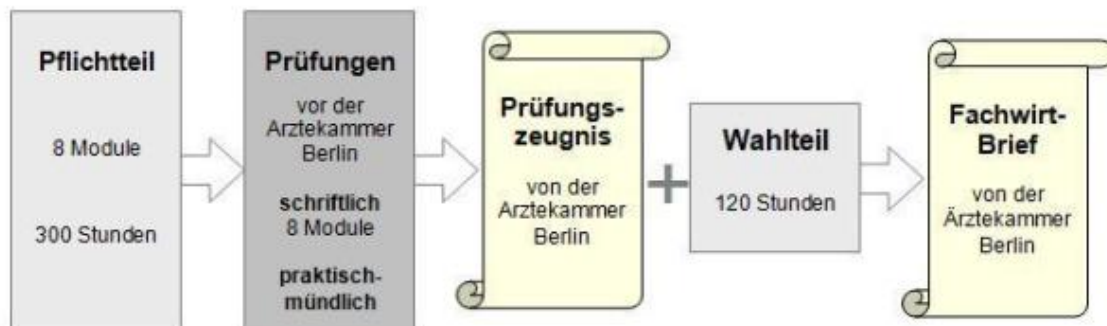 Pflichtteil
8 Module
300 Stunden
Prüfungen
vor der
Arztekammer
Berlin
schriftlich
8 Module
praktisch-
mündlich
Prüfungs-
zeugnis
von der
Arztekammer
Berlin
+
Wahlteil
120 Stunden
Fachwirt-
Brief
von der
Ärztekammer
Berlin